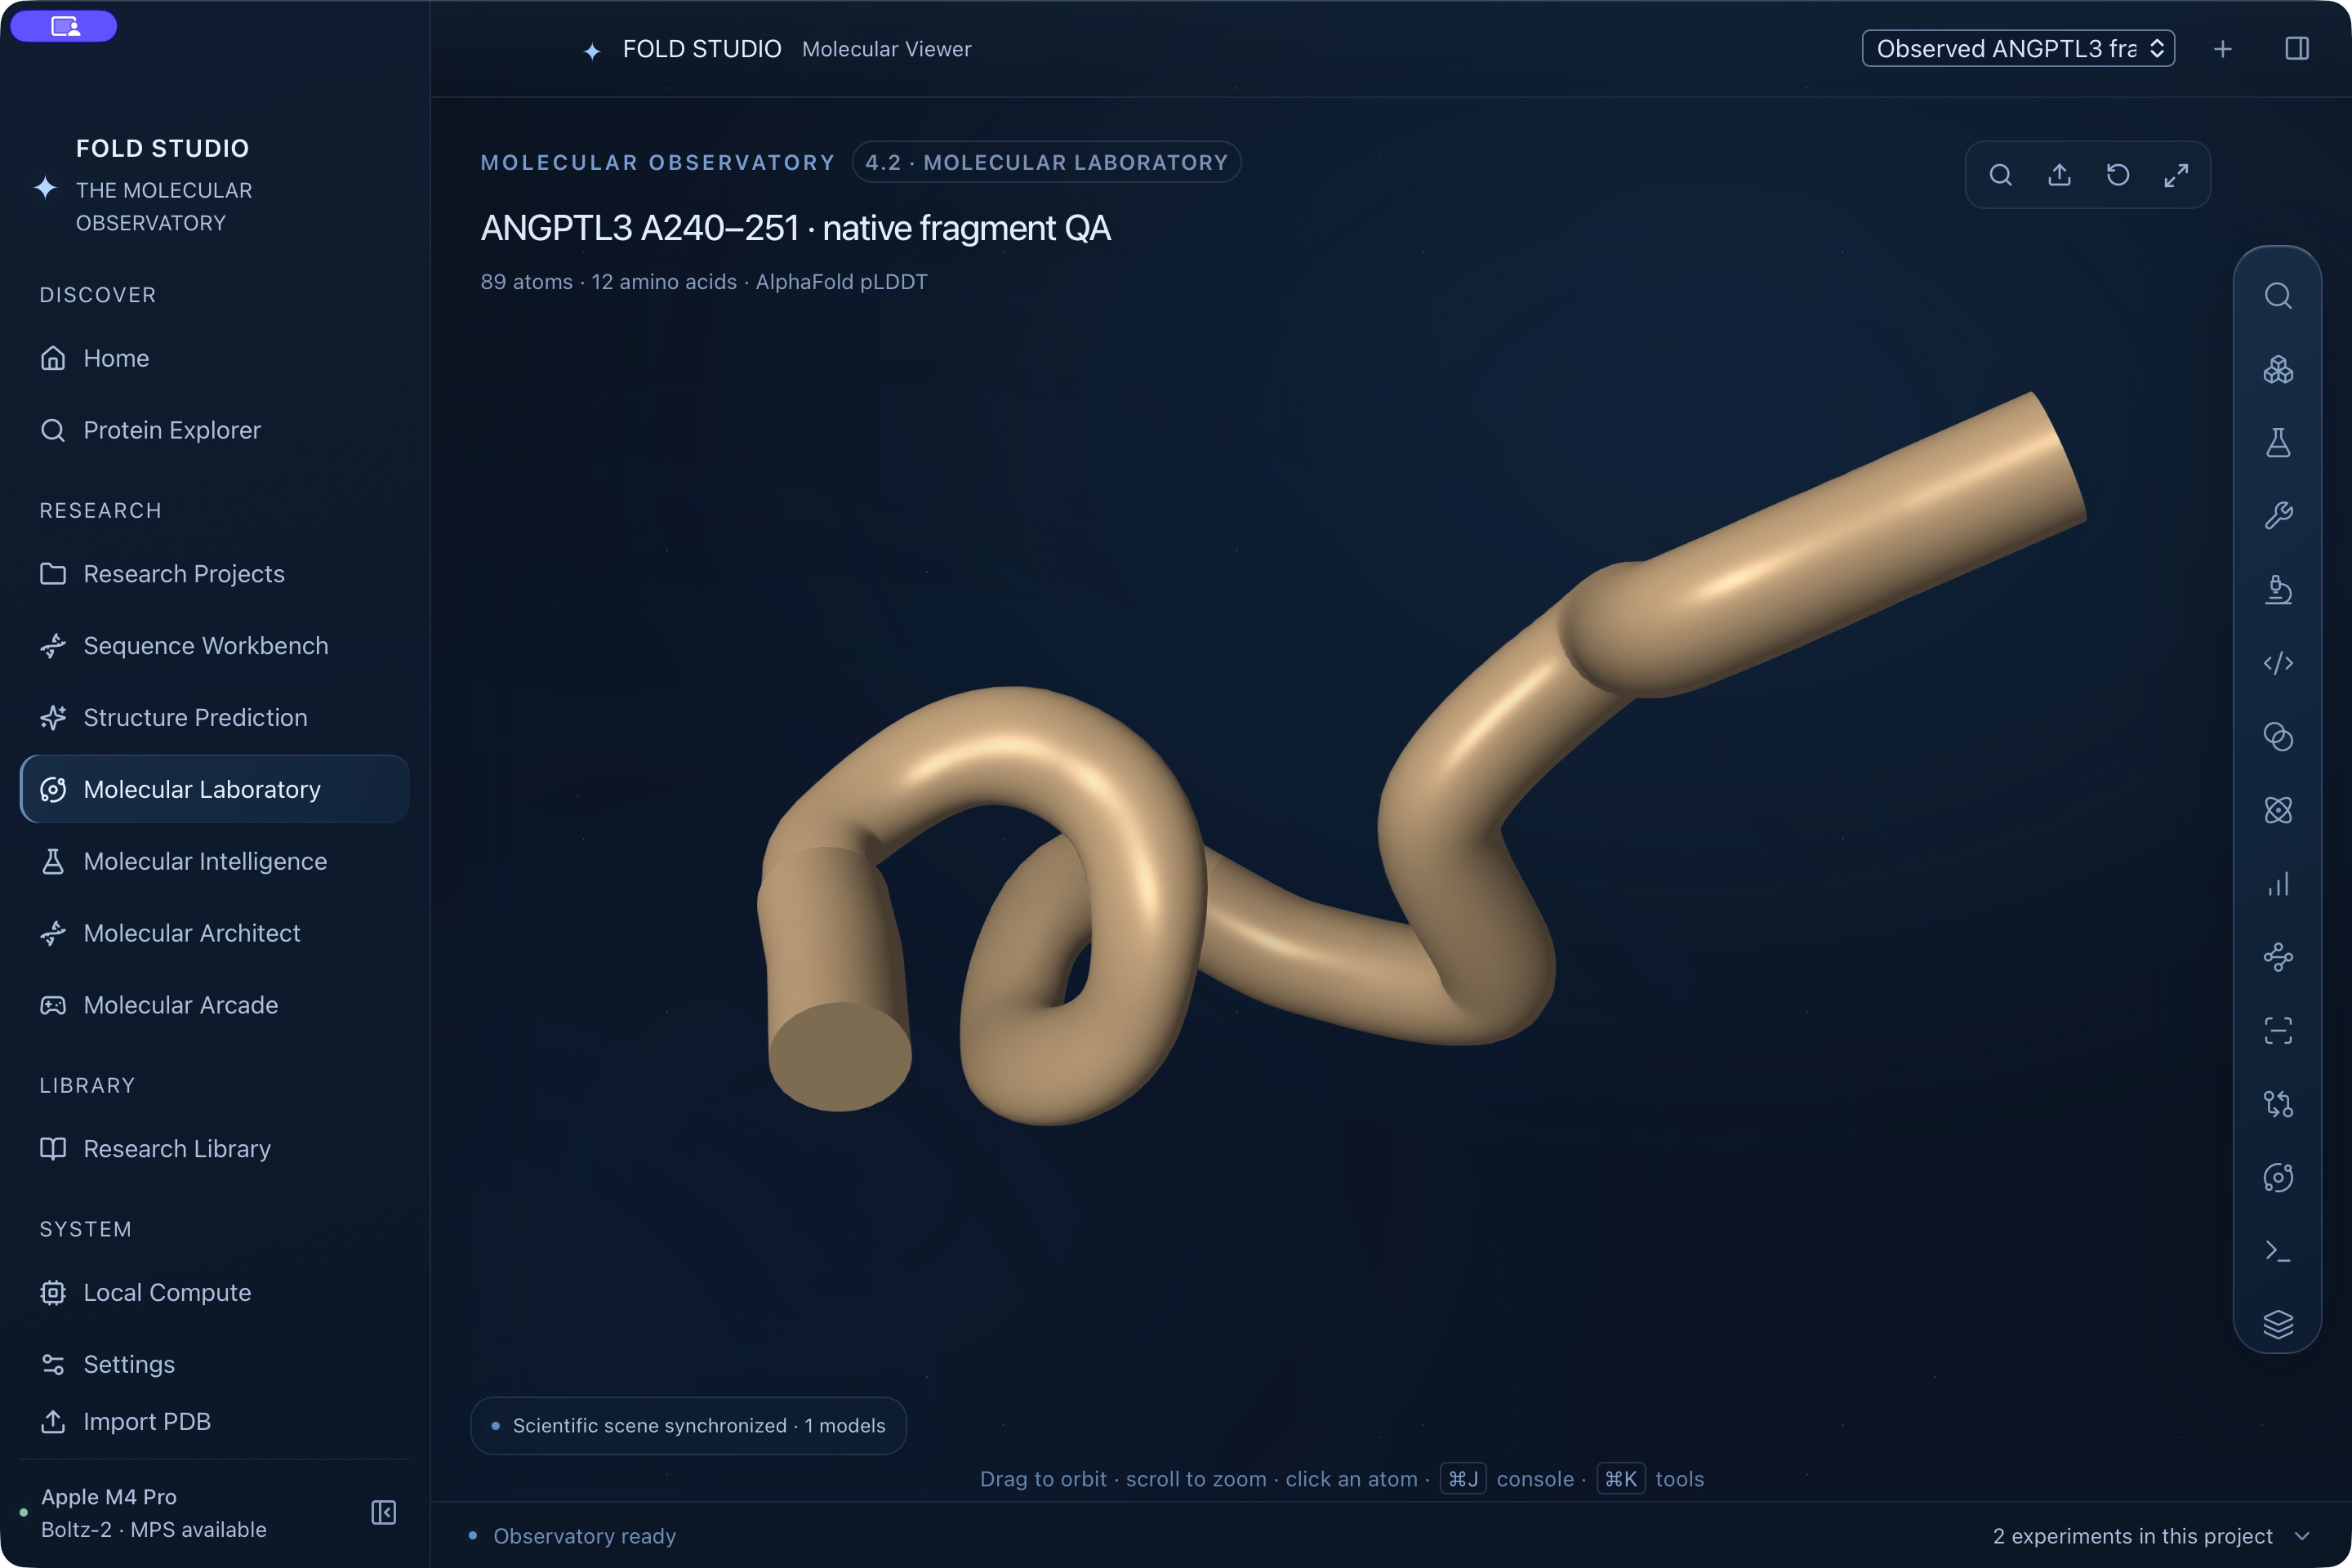 FOLD STUDIO
THE MOLECULAR
OBSERVATORY
DISCOVER
Home
Protein Explorer
RESEARCH
Research Projects
Sequence Workbench
Structure Prediction
Molecular Laboratory
Molecular Intelligence
Molecular Architect
Molecular Arcade
LIBRARY
Research Library
SYSTEM
Local Compute
Settings
Import PDB
Apple M4 Pro
Boltz-2 · MPS available
FOLD STUDIO Molecular Viewer
Observed ANGPTL3 fra
MOLECULAR OBSERVATORY 4.2 · MOLECULAR LABORATORY
ANGPTL3 A240–251 · native fragment QA
89 atoms · 12 amino acids · AlphaFold pLDDT
Scientific scene synchronized · 1 models
Drag to orbit · scroll to zoom · click an atom · ⌘J console · ⌘K tools
Observatory ready
2 experiments in this project